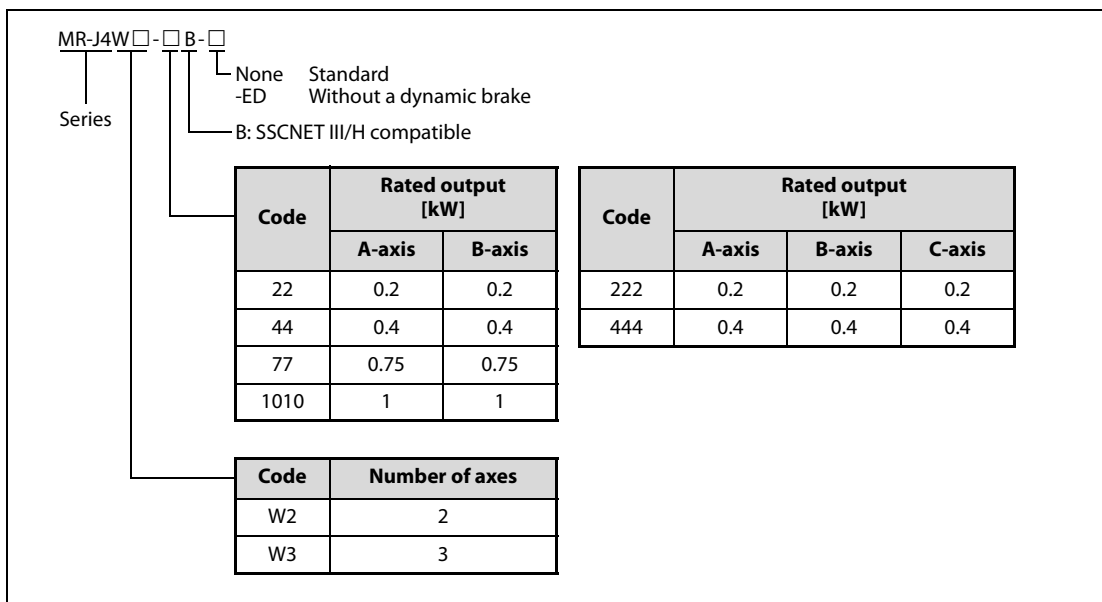 MR-J4W□-□B-□
None Standard
-ED Without a dynamic brake
Series
B: SSCNET III/H compatible
Code Rated output [kW]
A-axis B-axis
22 0.2 0.2
44 0.4 0.4
77 0.75 0.75
1010 1 1
Code Rated output [kW]
A-axis B-axis C-axis
222 0.2 0.2 0.2
444 0.4 0.4 0.4
Code Number of axes
W2 2
W3 3